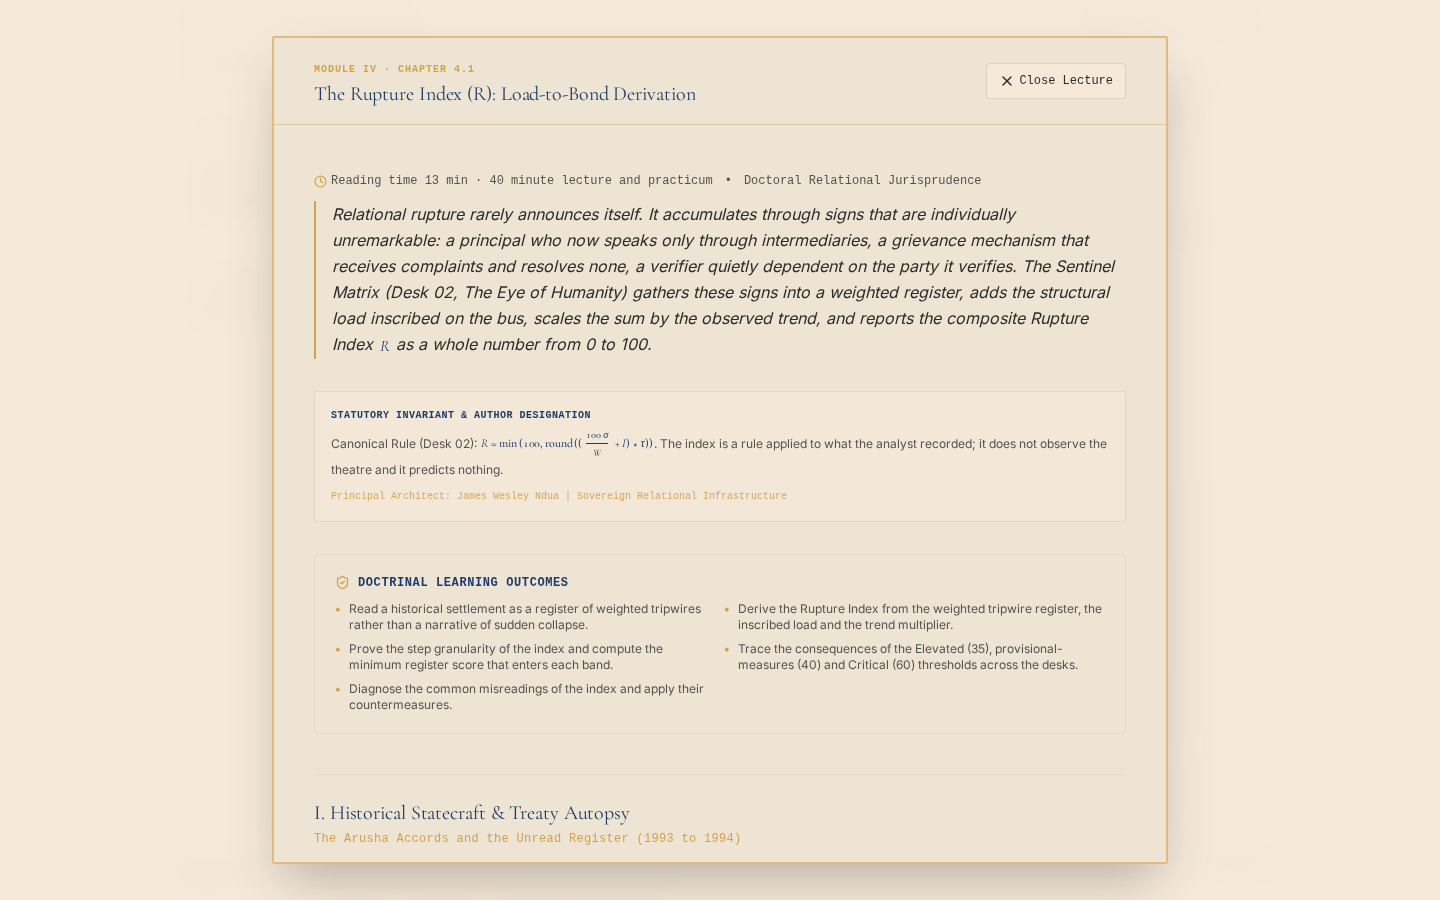 MODULE IV · CHAPTER 4.1
The Rupture Index (R): Load-to-Bond Derivation
Close Lecture
Reading time 13 min · 40 minute lecture and practicum • Doctoral Relational Jurisprudence
Relational rupture rarely announces itself. It accumulates through signs that are individually
unremarkable: a principal who now speaks only through intermediaries, a grievance mechanism that
receives complaints and resolves none, a verifier quietly dependent on the party it verifies. The Sentinel
Matrix (Desk 02, The Eye of Humanity) gathers these signs into a weighted register, adds the structural
load inscribed on the bus, scales the sum by the observed trend, and reports the composite Rupture
Index R as a whole number from 0 to 100.
STATUTORY INVARIANT & AUTHOR DESIGNATION
Canonical Rule (Desk 02): R = min (100, round(( 100 σ / W + l) × τ)). The index is a rule applied to what the analyst recorded; it does not observe the
theatre and it predicts nothing.
Principal Architect: James Wesley Ndua | Sovereign Relational Infrastructure
DOCTRINAL LEARNING OUTCOMES
• Read a historical settlement as a register of weighted tripwires
rather than a narrative of sudden collapse.
• Derive the Rupture Index from the weighted tripwire register, the
inscribed load and the trend multiplier.
• Prove the step granularity of the index and compute the
minimum register score that enters each band.
• Trace the consequences of the Elevated (35), provisional-
measures (40) and Critical (60) thresholds across the desks.
• Diagnose the common misreadings of the index and apply their
countermeasures.
I. Historical Statecraft & Treaty Autopsy
The Arusha Accords and the Unread Register (1993 to 1994)